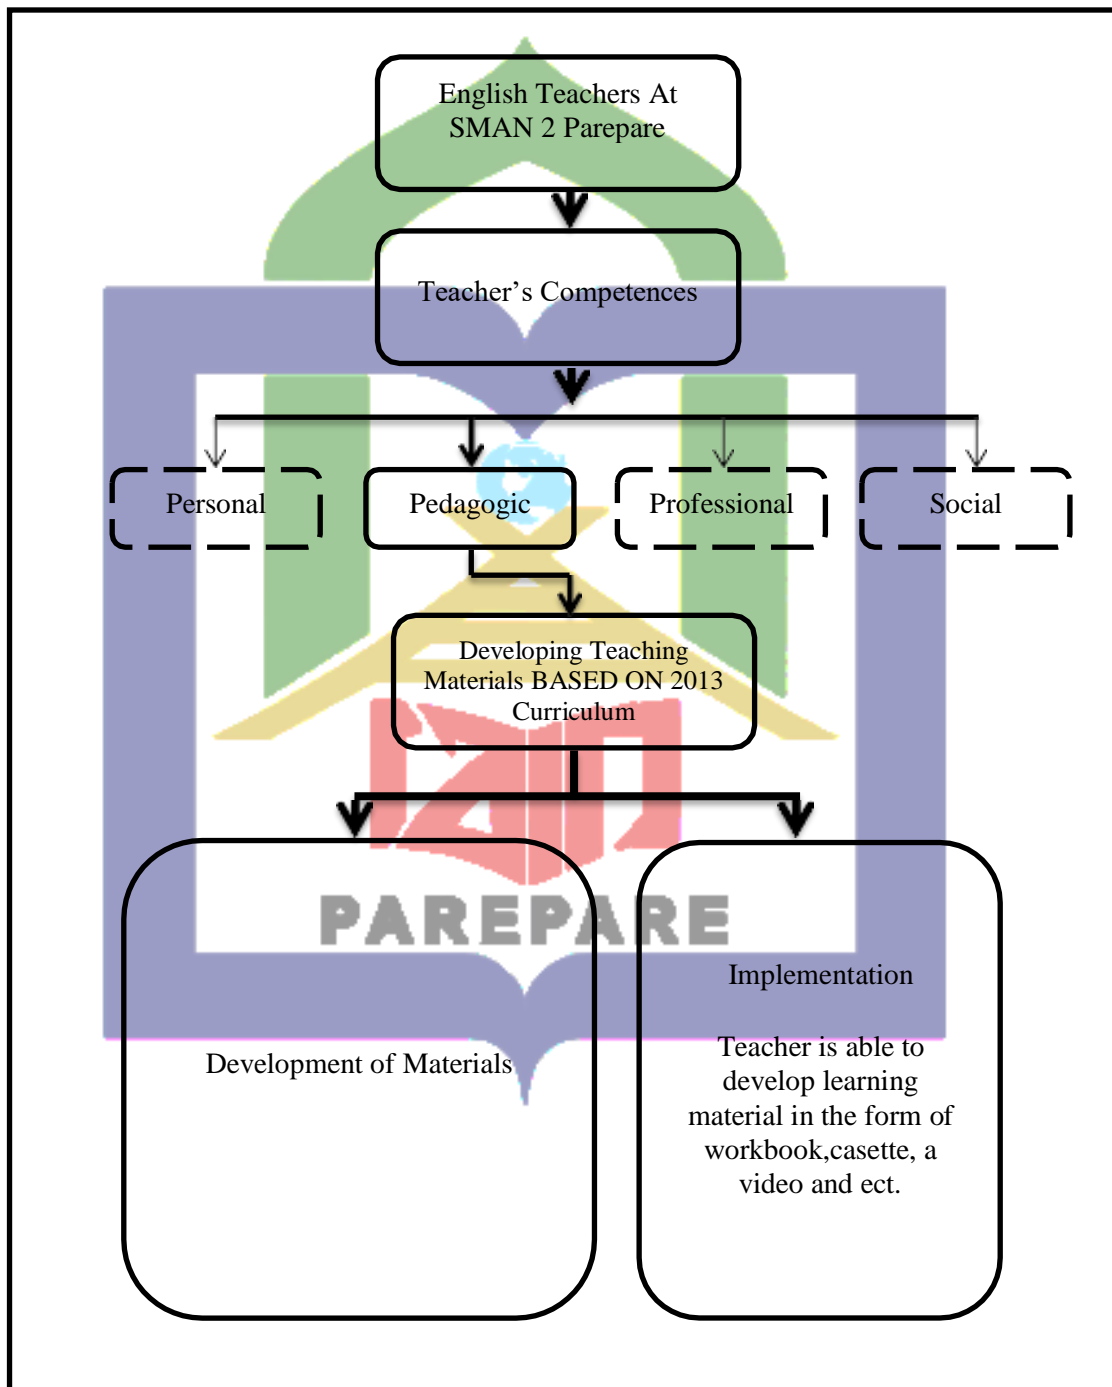 English Teachers At
SMAN 2 Parepare
Teacher’s Competences
Personal
Pedagogic
Professional
Social
Developing Teaching
Materials BASED ON 2013
Curriculum
PAREPARE
Development of Materials
Implementation
Teacher is able to
develop learning
material in the form of
workbook,casette, a
video and ect.